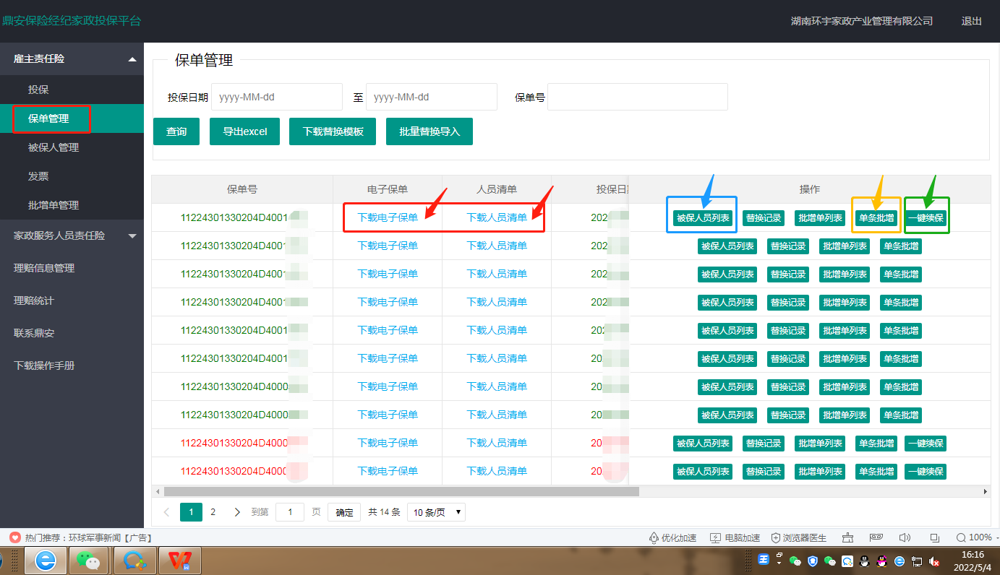 鼎安保险经纪家政投保平台
湖南环宇家政产业管理有限公司 退出
雇主责任险
投保
保单管理
被保人管理
发票
批增单管理
家政服务人员责任险
理赔信息管理
理赔统计
联系鼎安
下载操作手册
保单管理
投保日期 yyyy-MM-dd 至 yyyy-MM-dd 保单号
查询 导出excel 下载替换模板 批量替换导入
保单号 电子保单 人员清单 投保日 操作
11224301330204D4001 下载电子保单 下载人员清单 202 被保人员列表 替换记录 批增单列表 单条批增 一键续保
11224301330204D4001 下载电子保单 下载人员清单 202 被保人员列表 替换记录 批增单列表 单条批增
11224301330204D4001 下载电子保单 下载人员清单 202 被保人员列表 替换记录 批增单列表 单条批增
11224301330204D4001 下载电子保单 下载人员清单 202 被保人员列表 替换记录 批增单列表 单条批增
11224301330204D4001 下载电子保单 下载人员清单 202 被保人员列表 替换记录 批增单列表 单条批增
11224301330204D4001 下载电子保单 下载人员清单 20 被保人员列表 替换记录 批增单列表 单条批增
11224301330204D4000 下载电子保单 下载人员清单 20 被保人员列表 替换记录 批增单列表 单条批增
11224301330204D4000 下载电子保单 下载人员清单 20 被保人员列表 替换记录 批增单列表 单条批增
11224301330204D4000 下载电子保单 下载人员清单 20 被保人员列表 替换记录 批增单列表 单条批增 一键续保
11224301330204D4000 下载电子保单 下载人员清单 20 被保人员列表 替换记录 批增单列表 单条批增 一键续保
1 2 到第 1 页 确定 共 14 条 10 条/页
热门推荐：环球军事新闻【广告】 优化加速 电脑加速 浏览器医生 100%
16:16
2022/5/4